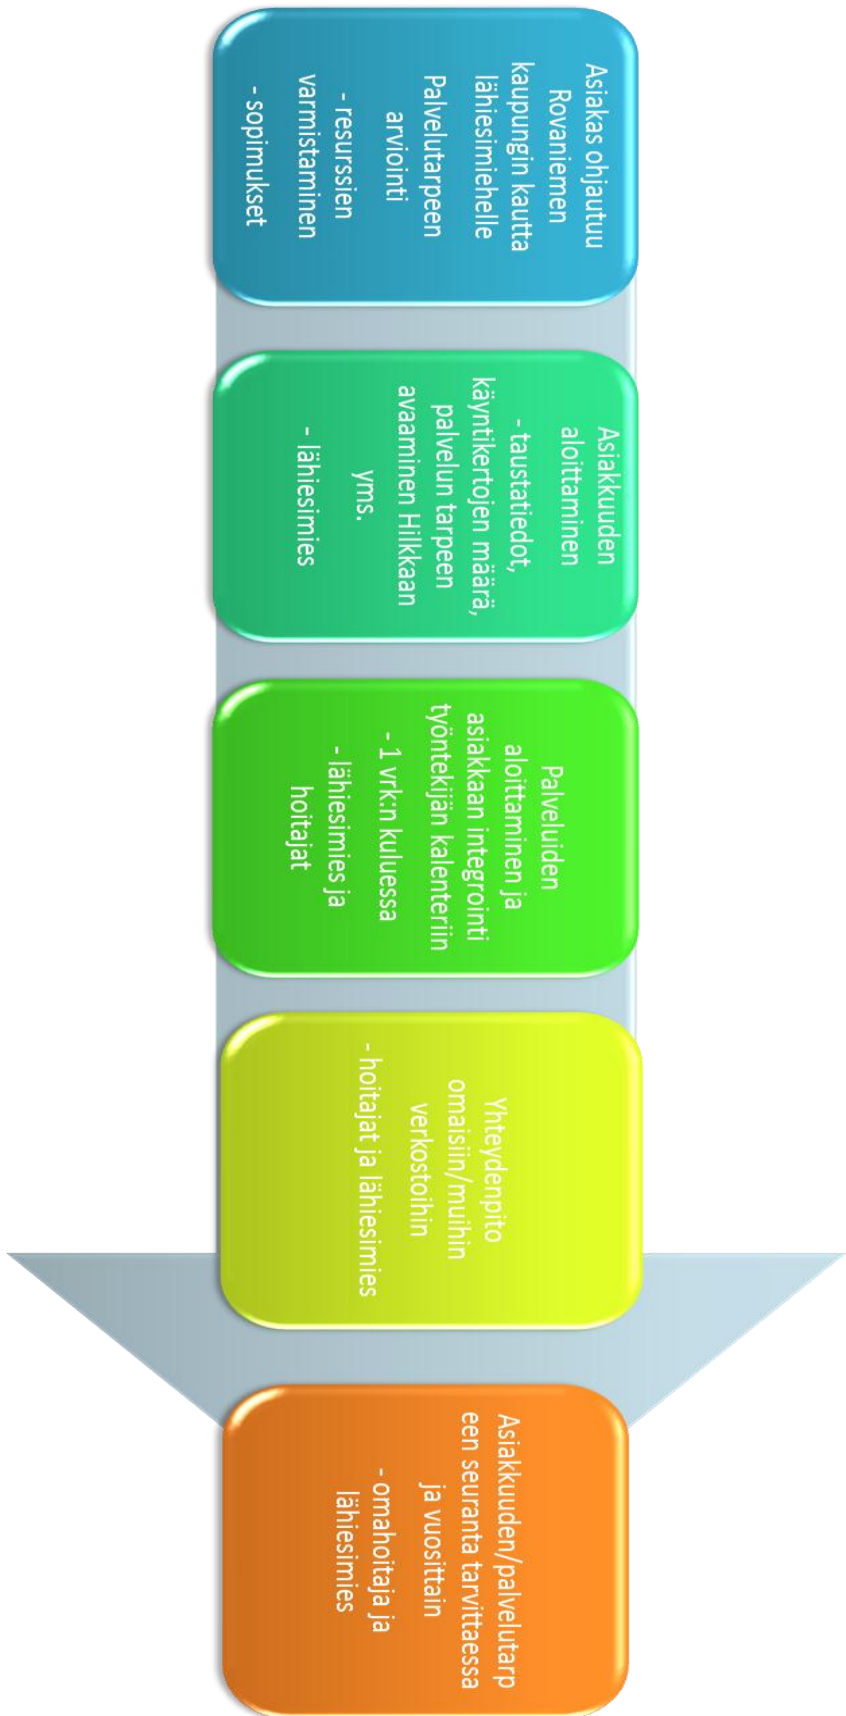 Asiakas ohjautuu
Rovaniemen
kaupungin kautta
lähiesimiehelle
Palvelutarpeen
arviointi
- resurssien
varmistaminen
- sopimukset
Asiakkuuden
aloittaminen
- taustatiedot,
käyntikertojen määrä,
palvelun tarpeen
avaaminen Hilkkaan
yms.
- lähiesimies
Palveluiden
aloittaminen ja
asiakkaan integrointi
työntekijän kalenteriin
- 1 vrk:n kuluessa
- lähiesimies ja
hoitajat
Yhteydenpito
omaisiin/muihin
verkostoihin
- hoitajat ja lähiesimies
Asiakkuuden/palvelutarp
een seuranta tarvittaessa
ja vuosittain
- omahoitaja ja
lähiesimies